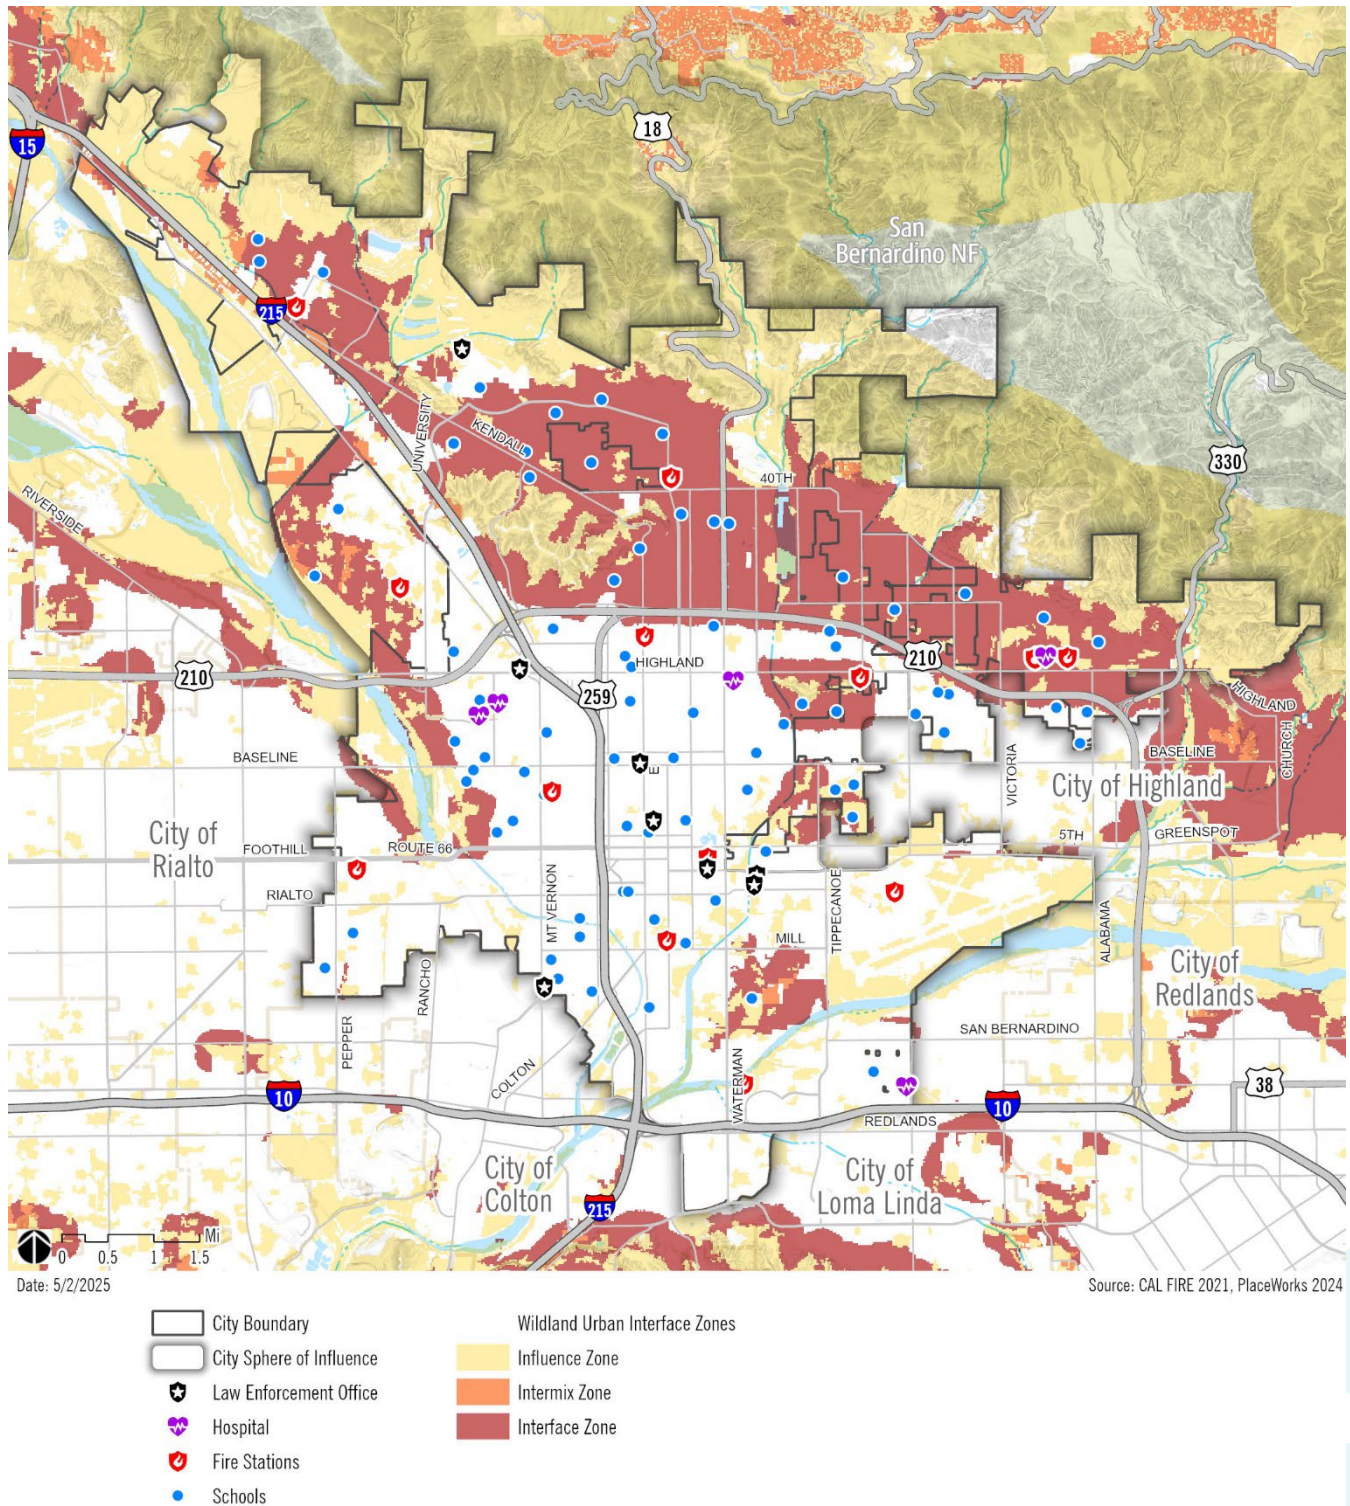 18
15
San
Bernardino NF
215
UNIVERSITY
KENDALL
330
40TH
RIVERSIDE
210
HIGHLAND
210
259
HIGHLAND
BASELINE
E
VICTORIA
BASELINE
CHURCH
City of Highland
City of
Rialto
FOOTHILL
ROUTE 66
5TH
GREENSPOT
RIALTO
MT VERNON
TIPPECANOE
MILL
ALABAMA
RANCHO
City of
Redlands
PEPPER
SAN BERNARDINO
COLTON
WATERMAN
38
10
10
REDLANDS
City of
Colton
City of
Loma Linda
215
Mi
0 0.5 1 1.5
Date: 5/2/2025
Source: CAL FIRE 2021, PlaceWorks 2024
City Boundary
City Sphere of Influence
Law Enforcement Office
Hospital
Fire Stations
Schools
Wildland Urban Interface Zones
Influence Zone
Intermix Zone
Interface Zone